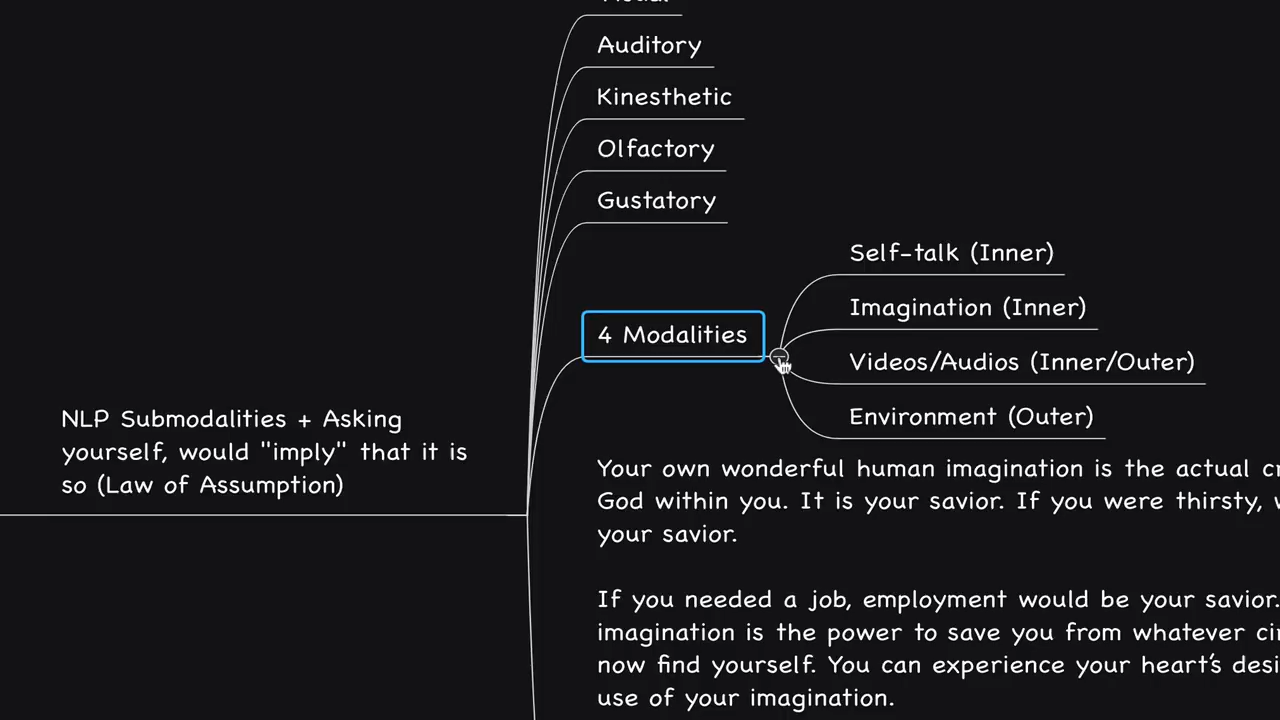 Auditory
Kinesthetic
Olfactory
Gustatory
4 Modalities
Self-talk (Inner)
Imagination (Inner)
Videos/Audios (Inner/Outer)
Environment (Outer)
NLP Submodalities + Asking
yourself, would "imply" that it is
so (Law of Assumption)
Your own wonderful human imagination is the actual
God within you. It is your savior. If you were thirsty,
your savior.
If you needed a job, employment would be your savior.
imagination is the power to save you from whatever
now find yourself. You can experience your heart's
use of your imagination.